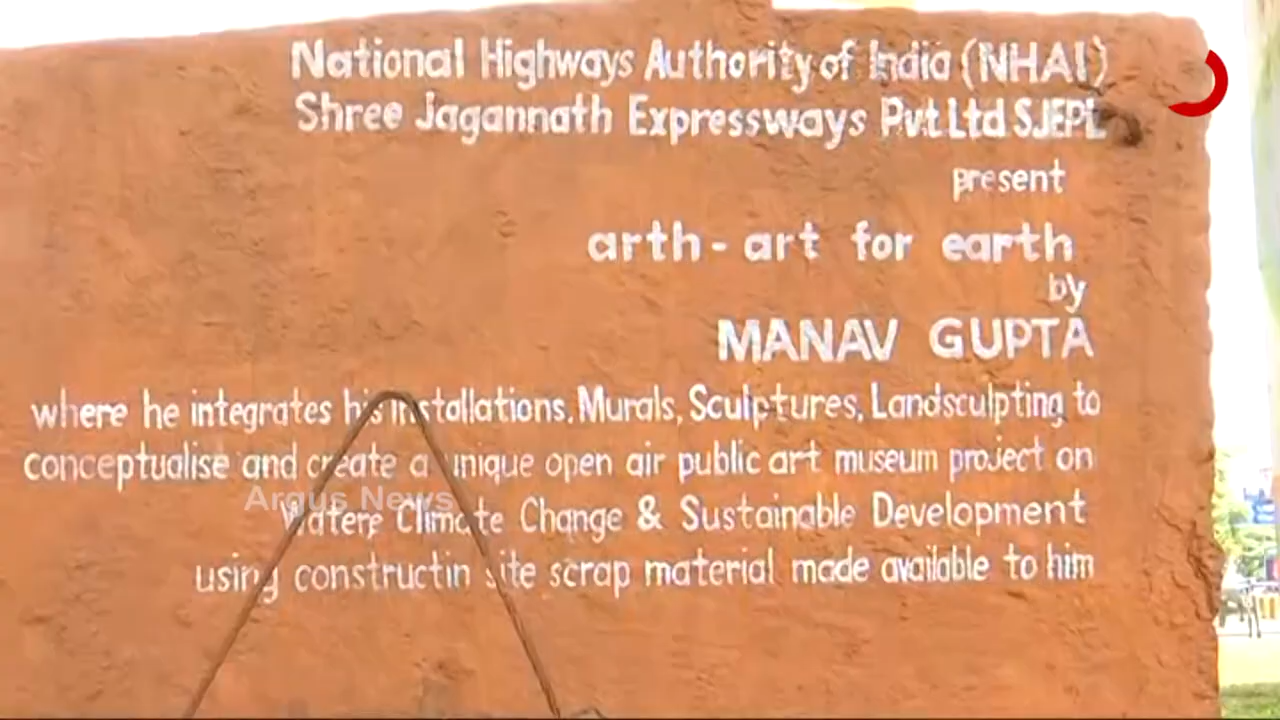 National Highways Authority of India (NHAI)
Shree Jagannath Expressways Pvt.Ltd SJEPL
present
arth-art for earth
by
MANAV GUPTA
where he integrates his installations, Murals, Sculptures, Landsculpting to
conceptualise and create a unique open air public art museum project on
Argus News
Water, Climate Change & Sustainable Development
using constructin site scrap material made available to him